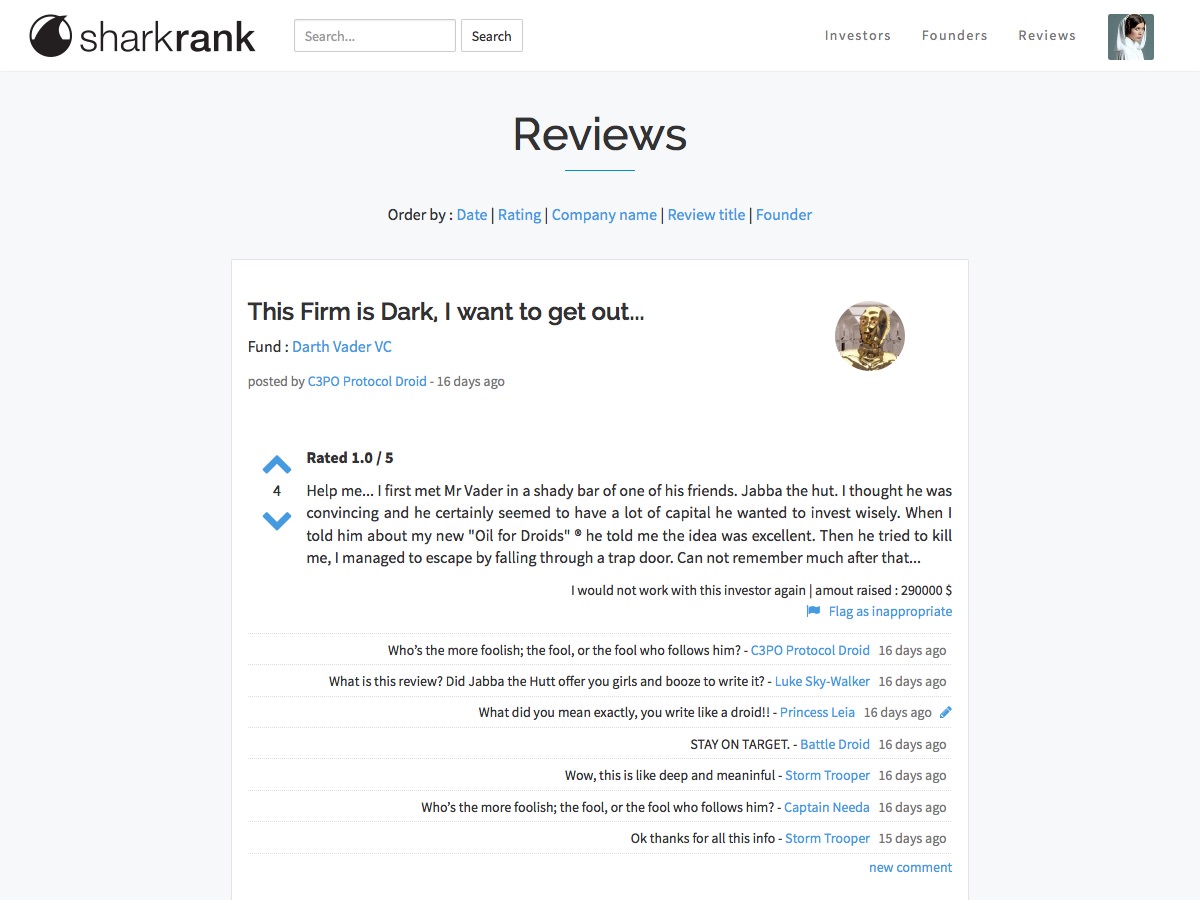 sharkrank
Search...
Search
Investors
Founders
Reviews
Reviews
Order by : Date | Rating | Company name | Review title | Founder
This Firm is Dark, I want to get out...
Fund : Darth Vader VC
posted by C3PO Protocol Droid - 16 days ago
Rated 1.0 / 5
4
Help me... I first met Mr Vader in a shady bar of one of his friends. Jabba the hut. I thought he was
convincing and he certainly seemed to have a lot of capital he wanted to invest wisely. When I
told him about my new "Oil for Droids" ® he told me the idea was excellent. Then he tried to kill
me, I managed to escape by falling through a trap door. Can not remember much after that...
I would not work with this investor again | amout raised : 290000 $
Flag as inappropriate
Who’s the more foolish; the fool, or the fool who follows him? - C3PO Protocol Droid 16 days ago
What is this review? Did Jabba the Hutt offer you girls and booze to write it? - Luke Sky-Walker 16 days ago
What did you mean exactly, you write like a droid!! - Princess Leia 16 days ago
STAY ON TARGET. - Battle Droid 16 days ago
Wow, this is like deep and meaninful - Storm Trooper 16 days ago
Who’s the more foolish; the fool, or the fool who follows him? - Captain Needa 16 days ago
Ok thanks for all this info - Storm Trooper 15 days ago
new comment